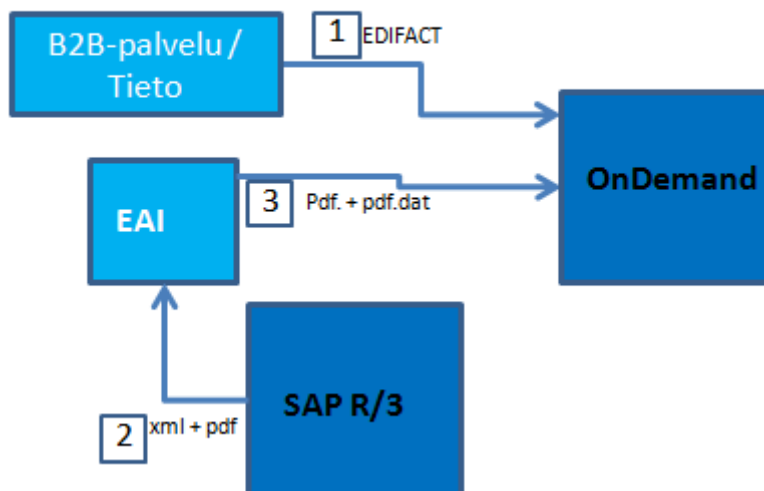 B2B-palvelu /
Tieto
1 EDIFACT
OnDemand
EAI
3 Pdf. + pdf.dat
SAP R/3
2 xml + pdf